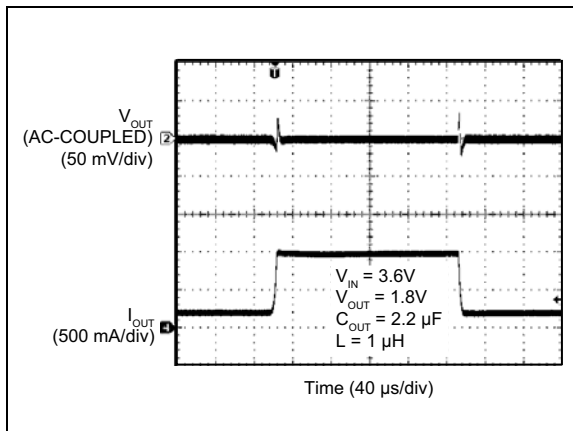 V_OUT
(AC-COUPLED)
(50 mV/div)
2
T
V_IN = 3.6V
V_OUT = 1.8V
C_OUT = 2.2 µF
L = 1 µH
I_OUT
(500 mA/div)
Time (40 µs/div)